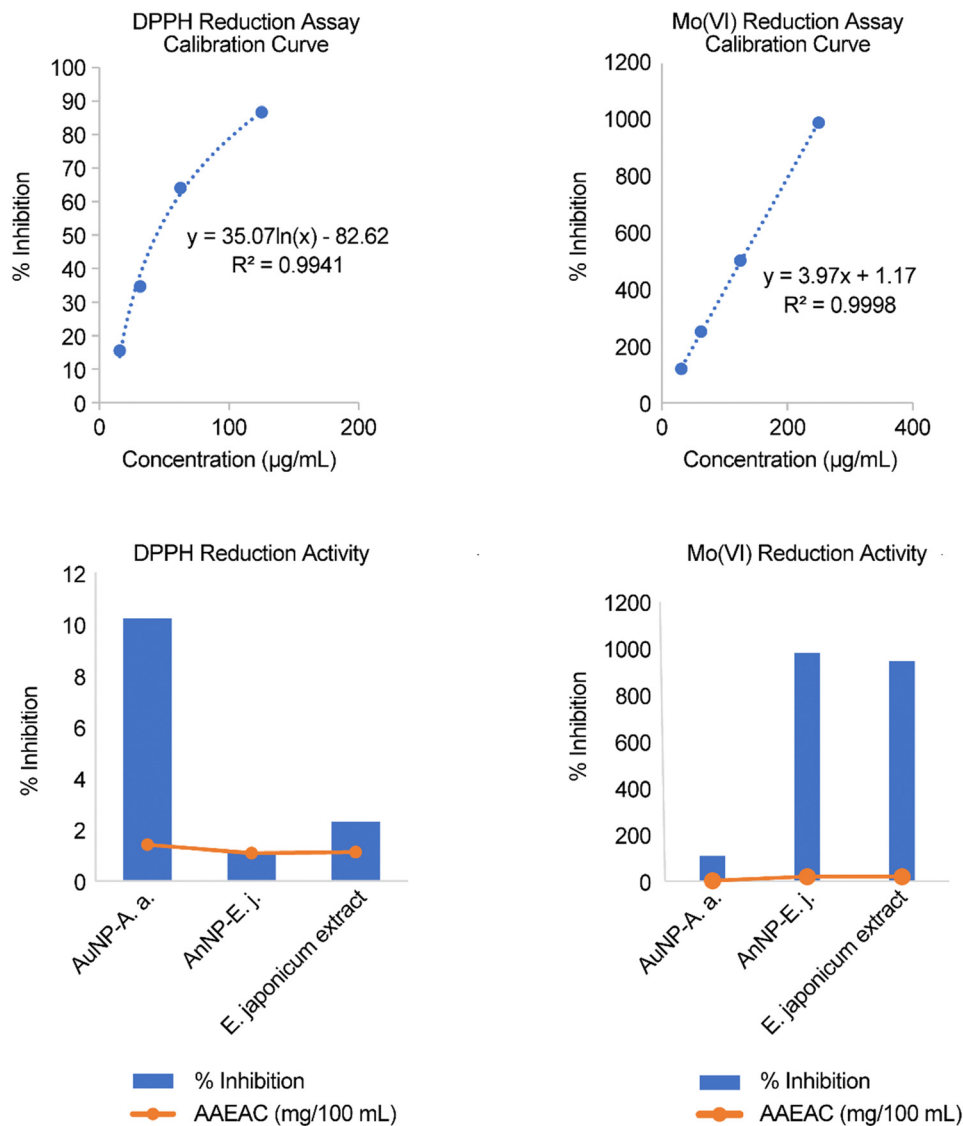 DPPH Reduction Assay
Calibration Curve
100
90
80
70
60
50
40
30
20
10
0
% Inhibition
y = 35.07ln(x) - 82.62
R² = 0.9941
0 100 200
Concentration (µg/mL)
Mo(VI) Reduction Assay
Calibration Curve
1200
1000
800
600
400
200
0
% Inhibition
y = 3.97x + 1.17
R² = 0.9998
0 200 400
Concentration (µg/mL)
DPPH Reduction Activity
12
10
8
6
4
2
0
% Inhibition
AuNP-A. a.
AnNP-E. j.
E. japonicum extract
% Inhibition
AAEAC (mg/100 mL)
Mo(VI) Reduction Activity
1200
1000
800
600
400
200
0
% Inhibition
AuNP-A. a.
AnNP-E. j.
E. japonicum extract
% Inhibition
AAEAC (mg/100 mL)